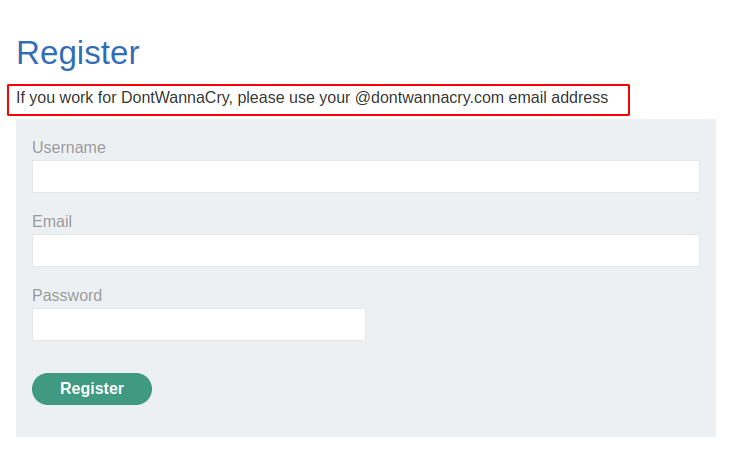 Register
If you work for DontWannaCry, please use your @dontwannacry.com email address
Username
Email
Password
Register